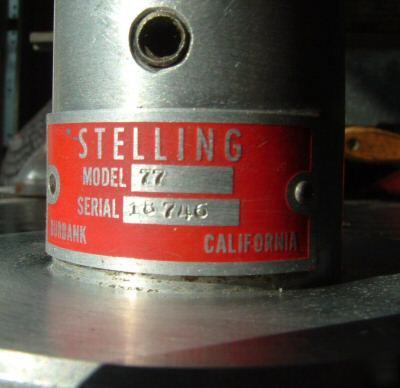 STELLING
MODEL 77
SERIAL 18746
BURBANK CALIFORNIA